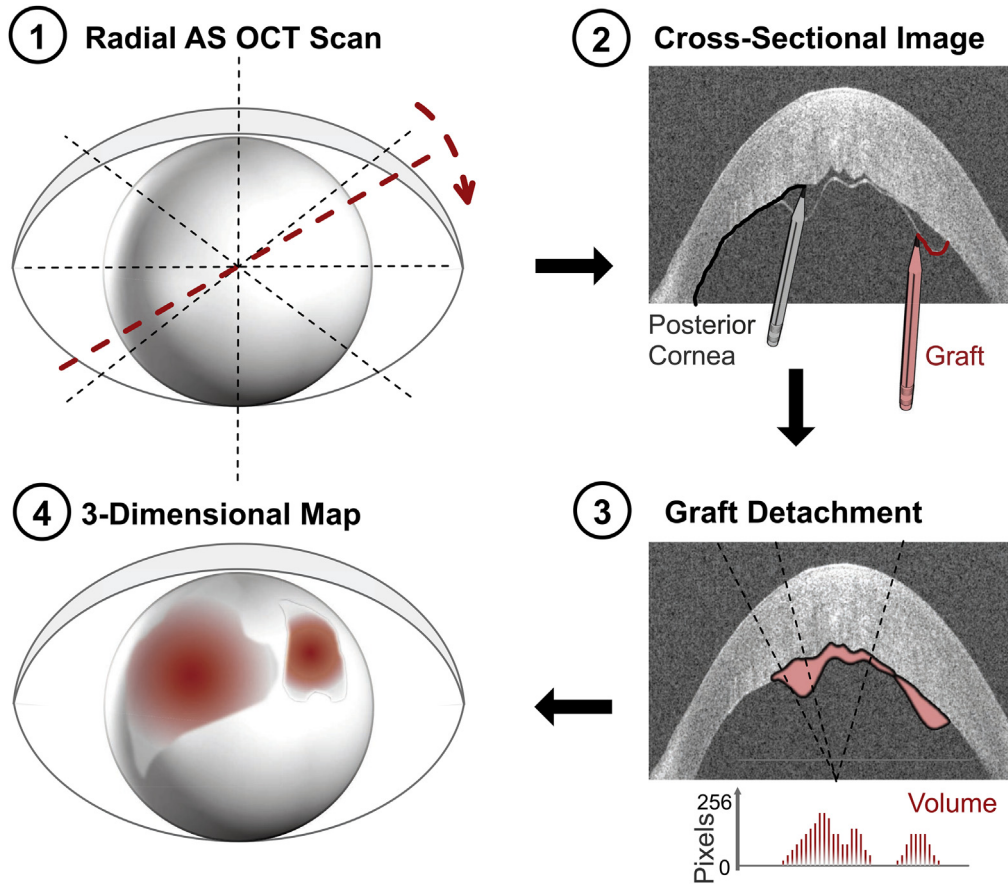 1 Radial AS OCT Scan
2 Cross-Sectional Image
Posterior
Cornea
Graft
4 3-Dimensional Map
3 Graft Detachment
256
Volume
Pixels
0